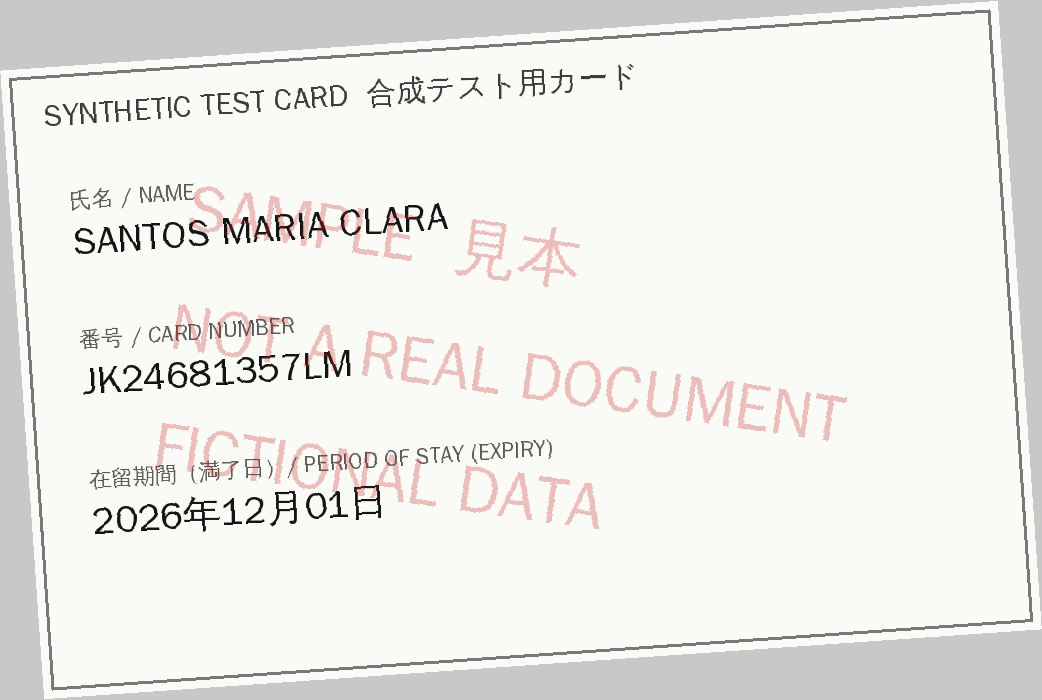 SYNTHETIC TEST CARD 合成テスト用カード
氏名 / NAME
SANTOS MARIA CLARA
SAMPLE 見本
番号 / CARD NUMBER
JK24681357LM
NOT A REAL DOCUMENT
在留期間（満了日）/ PERIOD OF STAY (EXPIRY)
2026年12月01日
FICTIONAL DATA